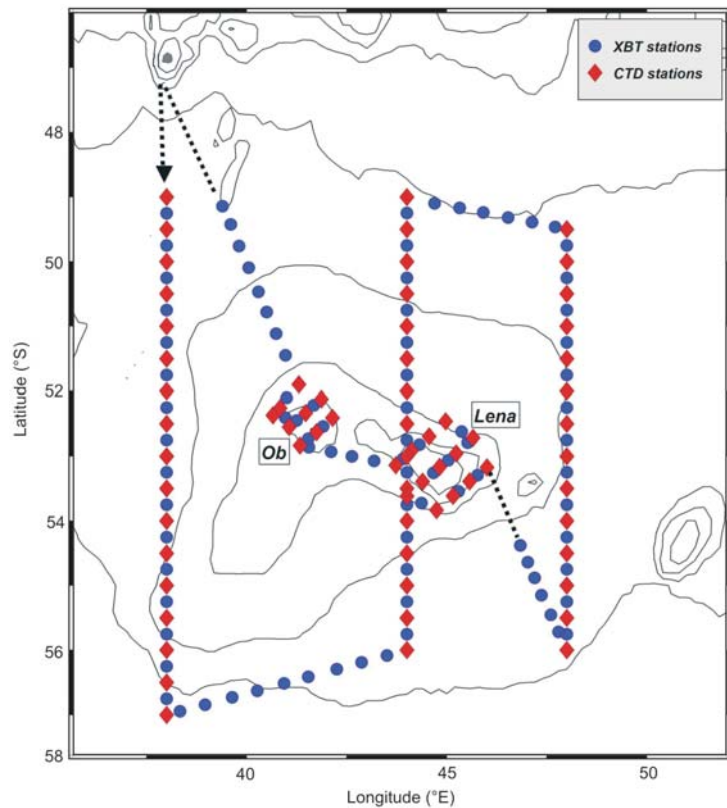 XBT stations
CTD stations
48
50
52
54
56
58
Latitude (°S)
Ob
Lena
40
45
50
Longitude (°E)